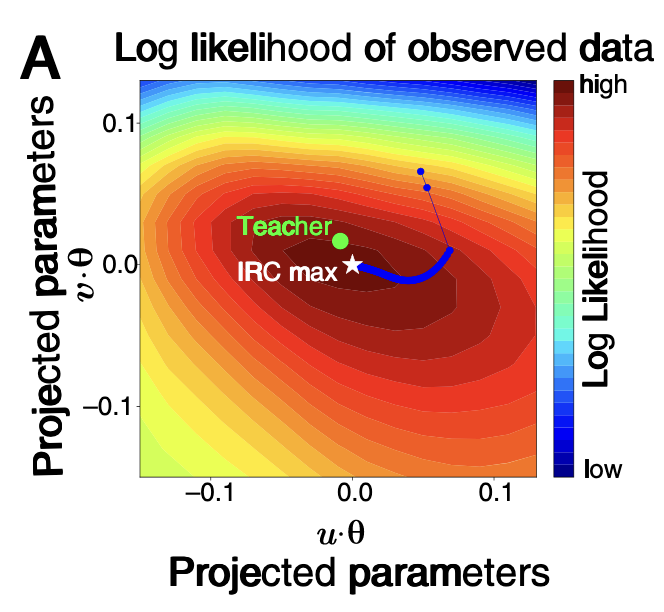 A
Log likelihood of observed data
high
0.1
Projected parameters
v·θ
Teacher
0.0
IRC max
Log Likelihood
−0.1
low
−0.1
0.0
0.1
u·θ
Projected parameters